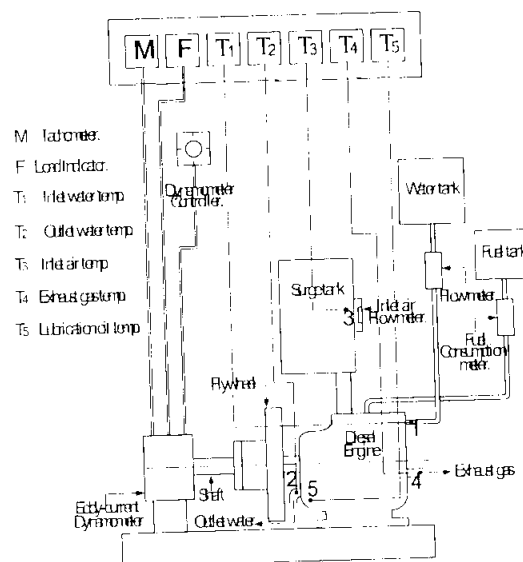 M F T1 T2 T3 T4 T5
M Tachometer.
F Load Indicator.
T1 Inlet water temp
T2 Outlet water temp
T3 Inlet air temp
T4 Exhaust gas temp
T5 Lubrication oil temp
Dynamometer
Controller.
Water tank
Fuel tank
Surge tank
3
Inlet air
Flow meter.
Flowmeter
Fuel
Consumption
meter.
Flywheel
Diesel
Engine
1
2
5
4
Exhaust gas
Shaft
Eddy-current
Dynamometer
Outlet water